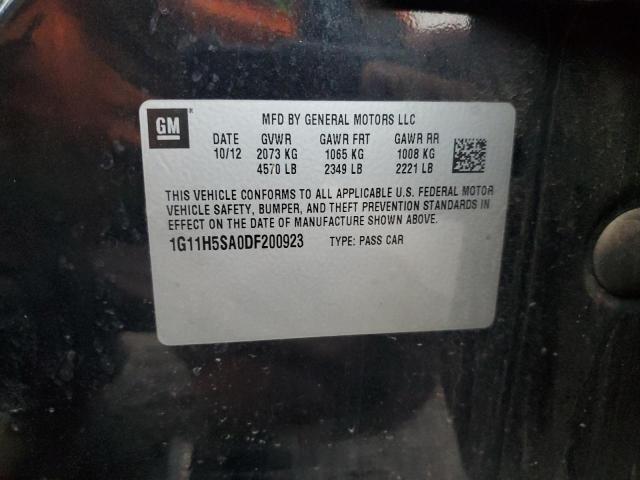 GM
MFD BY GENERAL MOTORS LLC
DATE GVWR GAWR FRT GAWR RR
10/12 2073 KG 1065 KG 1008 KG
4570 LB 2349 LB 2221 LB
THIS VEHICLE CONFORMS TO ALL APPLICABLE U.S. FEDERAL MOTOR
VEHICLE SAFETY, BUMPER, AND THEFT PREVENTION STANDARDS IN
EFFECT ON THE DATE OF MANUFACTURE SHOWN ABOVE.
1G11H5SA0DF200923 TYPE: PASS CAR